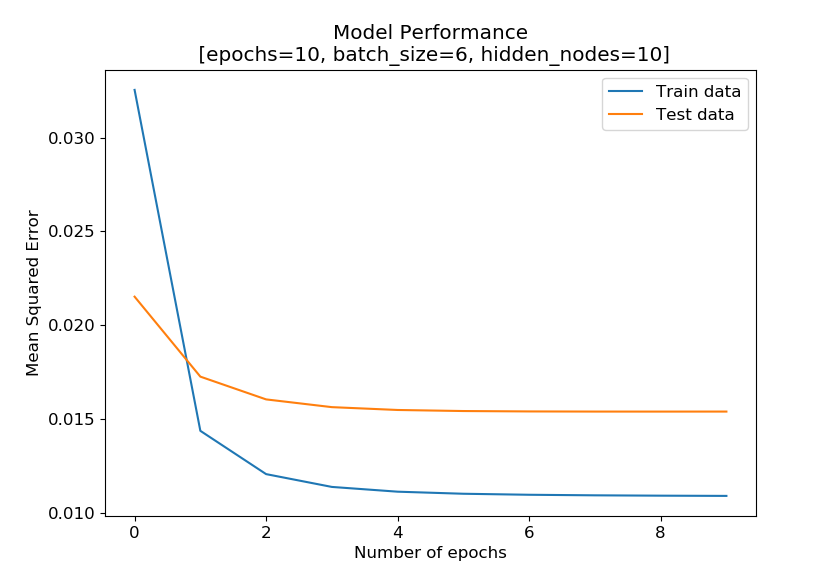 Model Performance
[epochs=10, batch_size=6, hidden_nodes=10]
Train data
Test data
0.030
0.025
0.020
0.015
0.010
Mean Squared Error
0 2 4 6 8
Number of epochs